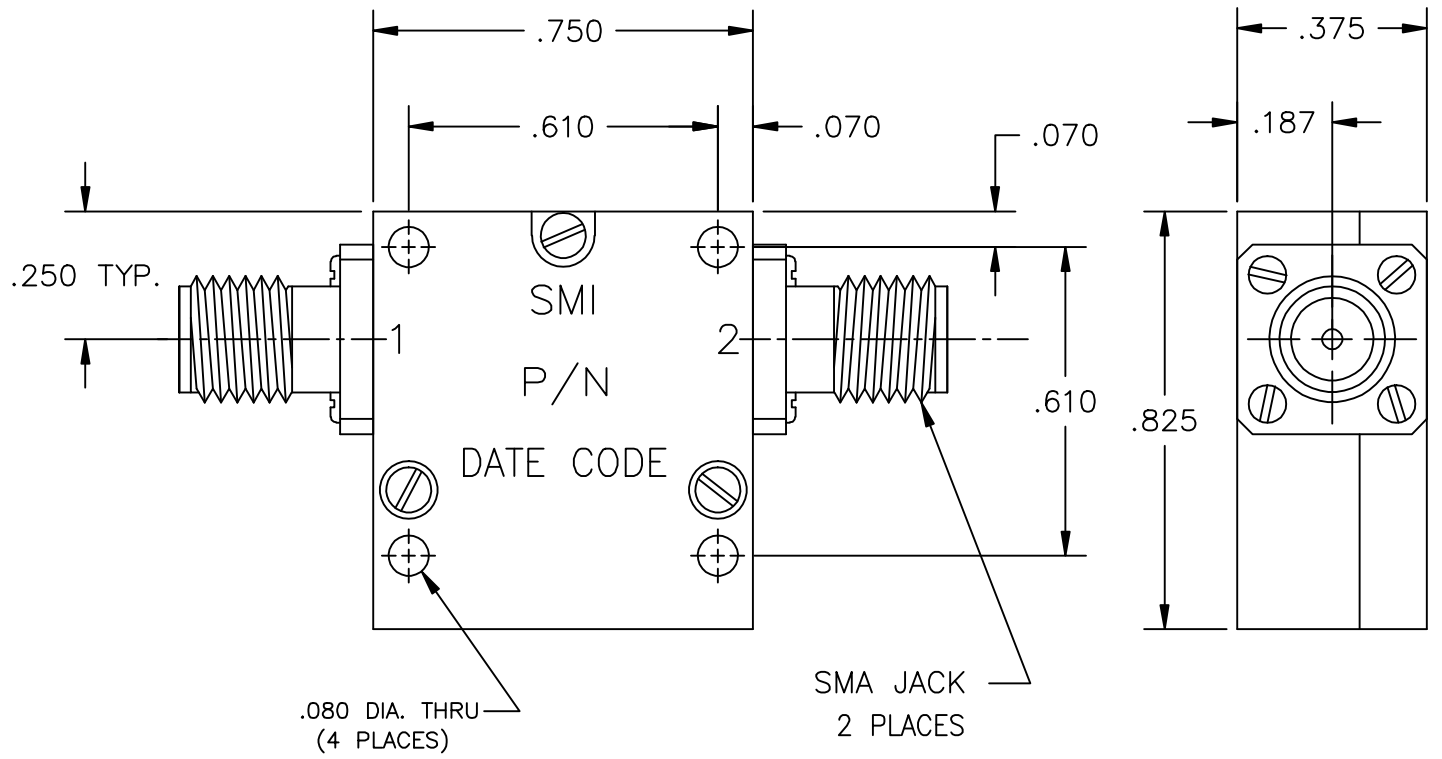 .750
.375
.610
.070
.070
.187
.250 TYP.
SMI
1
2
P/N
.610
.825
DATE CODE
.080 DIA. THRU
(4 PLACES)
SMA JACK
2 PLACES